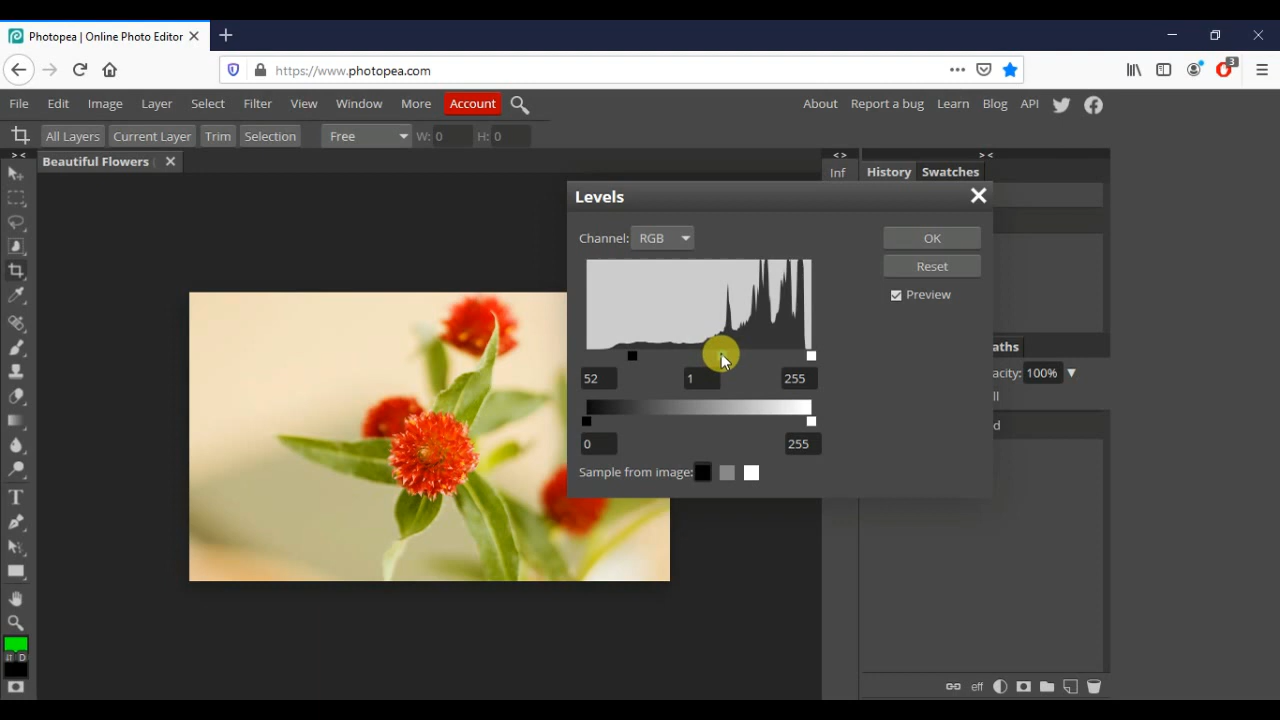 Photopea | Online Photo Editor
https://www.photopea.com
3
File Edit Image Layer Select Filter View Window More Account
About Report a bug Learn Blog API
All Layers Current Layer Trim Selection Free W: 0 H: 0
> < < > > <
Beautiful Flowers
Inf History Swatches
Levels
Channel: RGB OK
Reset
Preview
aths
52 1 255
acity: 100%
ll
d
0 255
Sample from image:
T
D
eff